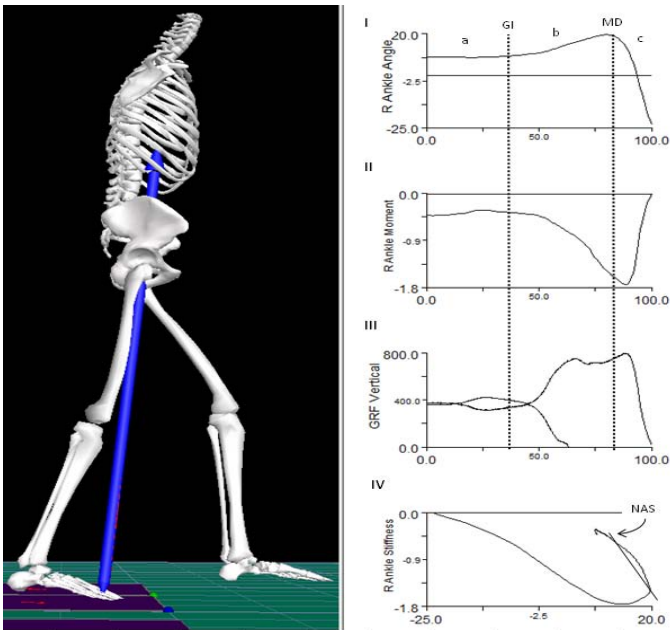 I
GI
b
MD
c
a
R Ankle Angle
20.0
-2.5
-25.0
0.0
50.0
100.0
II
R Ankle Moment
0.0
-0.9
-1.8
0.0
50.0
100.0
III
GRF Vertical
800.0
400.0
0.0
0.0
50.0
100.0
IV
NAS
R Ankle Stiffness
0.0
-0.9
-1.8
-25.0
-2.5
20.0